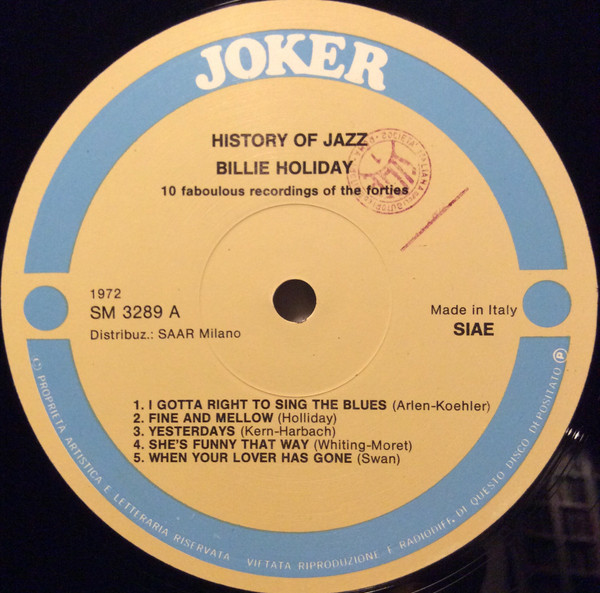 JOKER
HISTORY OF JAZZ
BILLIE HOLIDAY
10 faboulous recordings of the forties
1972
SM 3289 A
Distribuz.: SAAR Milano
Made in Italy
SIAE
1. I GOTTA RIGHT TO SING THE BLUES (Arlen-Koehler)
2. FINE AND MELLOW (Holliday)
3. YESTERDAYS (Kern-Harbach)
4. SHE'S FUNNY THAT WAY (Whiting-Moret)
5. WHEN YOUR LOVER HAS GONE (Swan)
PROPRIETA ARTISTICA E LETTERARIA RISERVATA VIETATA RIPRODUZIONE E RADIODIFF. DI QUESTO DISCO DEPOSITATO Ⓟ